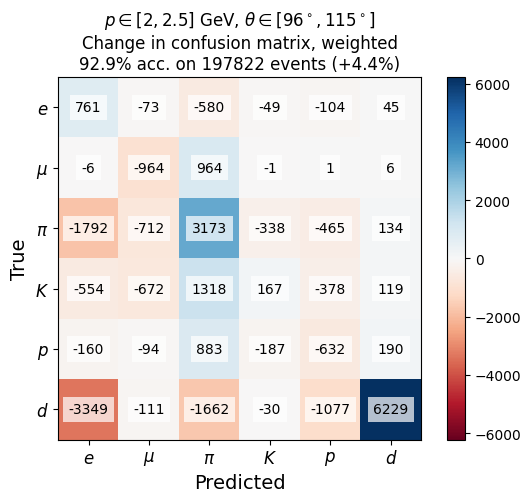 p ∈ [2, 2.5] GeV, θ ∈ [96°, 115°]
Change in confusion matrix, weighted
92.9% acc. on 197822 events (+4.4%)
e 761 -73 -580 -49 -104 45
μ -6 -964 964 -1 1 6
π -1792 -712 3173 -338 -465 134
K -554 -672 1318 167 -378 119
p -160 -94 883 -187 -632 190
d -3349 -111 -1662 -30 -1077 6229
e μ π K p d
Predicted
True
6000
4000
2000
0
−2000
−4000
−6000